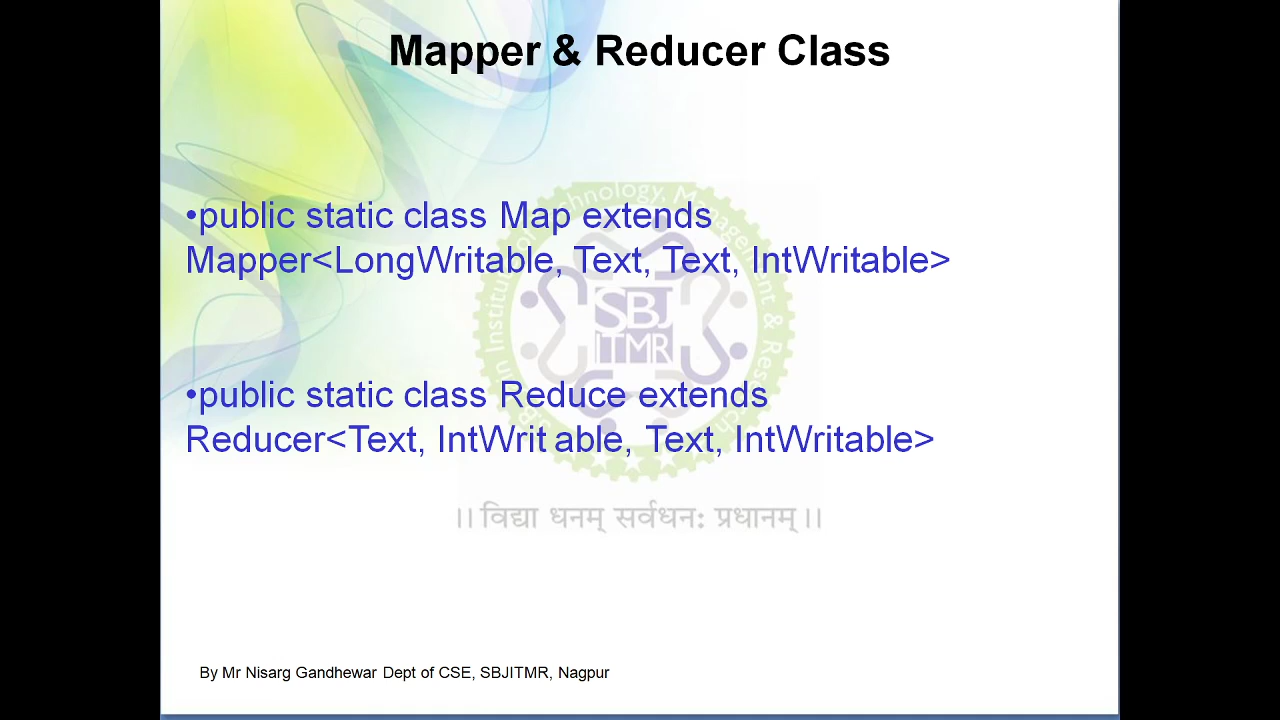 Mapper & Reducer Class
•public static class Map extends
Mapper<LongWritable, Text, Text, IntWritable>
•public static class Reduce extends
Reducer<Text, IntWrit able, Text, IntWritable>
SBJ
ITMR
।। विद्या धनम् सर्वधनः प्रधानम् ।।
By Mr Nisarg Gandhewar Dept of CSE, SBJITMR, Nagpur